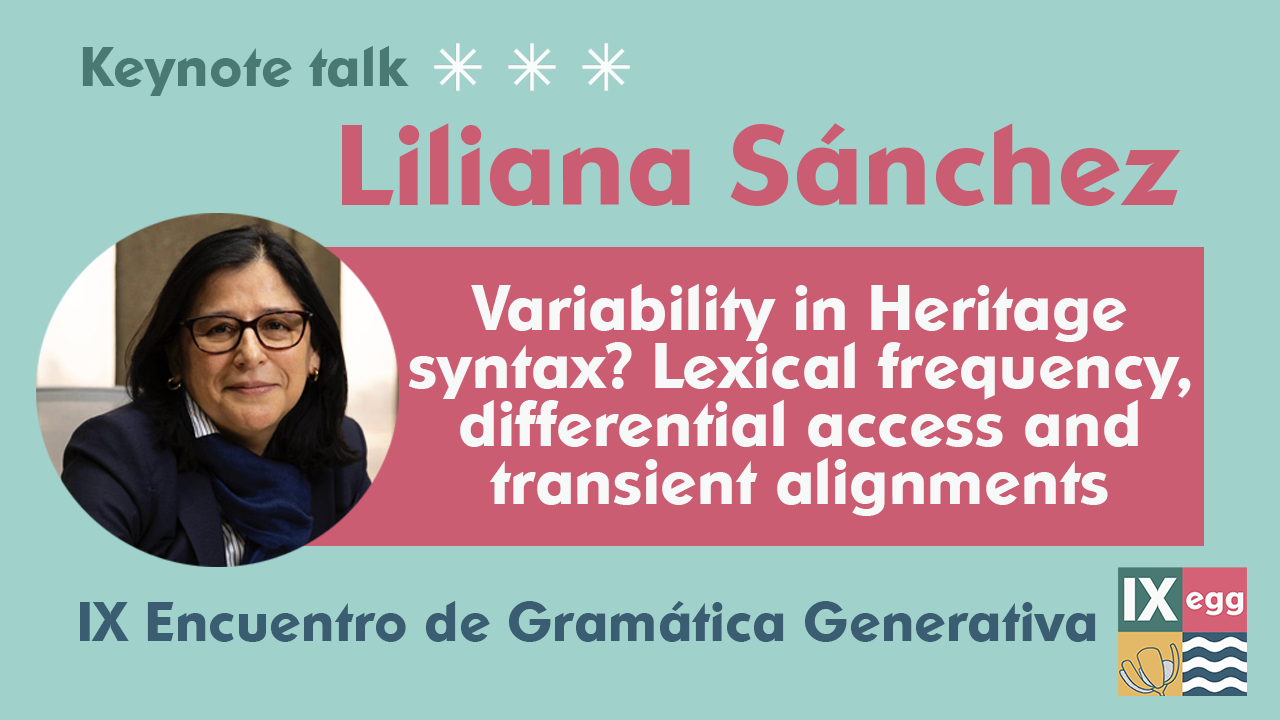 Keynote talk
Liliana Sánchez
Variability in Heritage
syntax? Lexical frequency,
differential access and
transient alignments
IX Encuentro de Gramática Generativa
IX egg